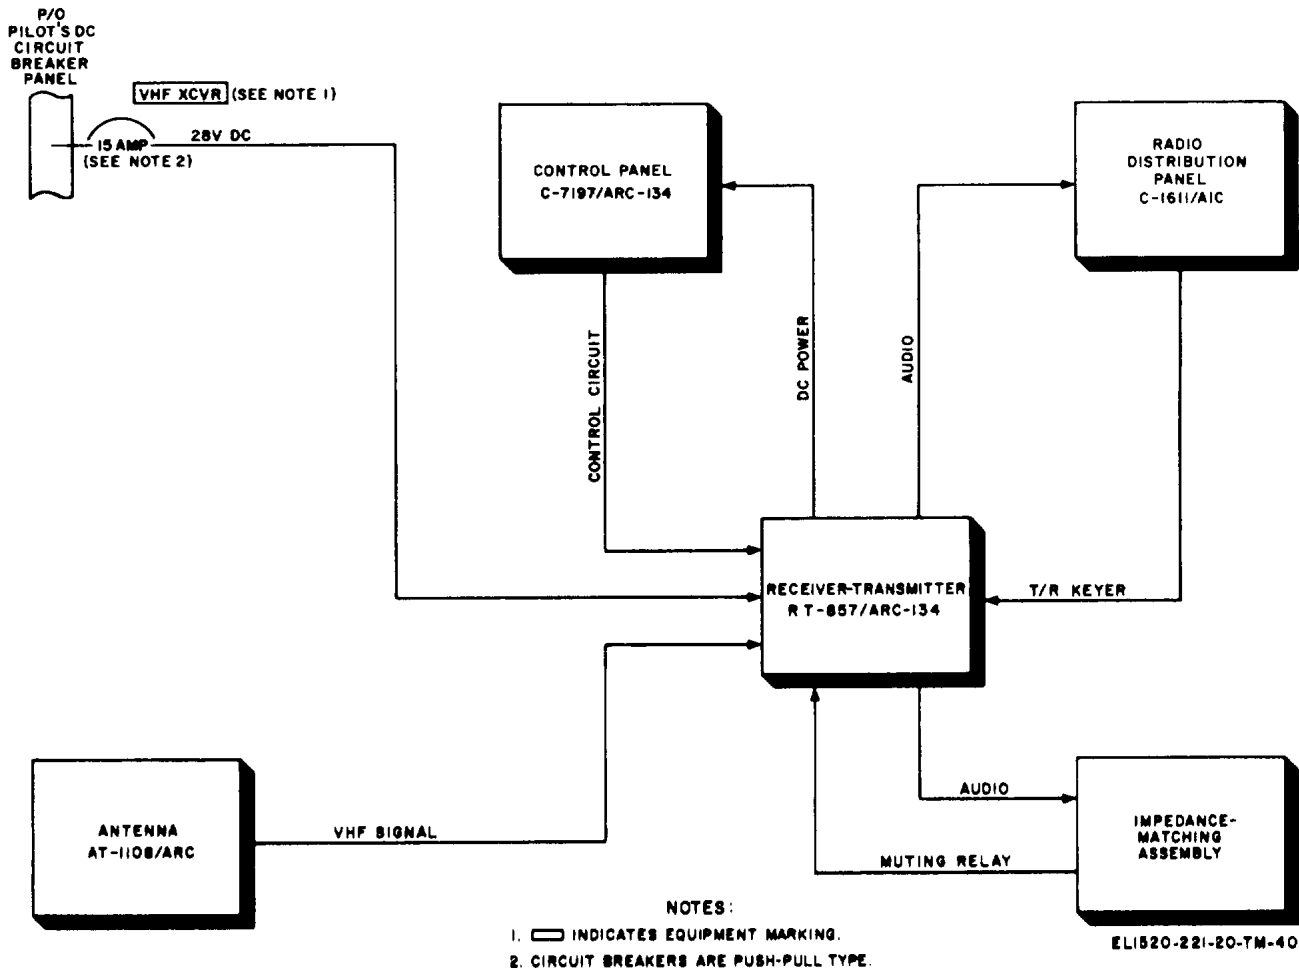 P/O
PILOT'S DC
CIRCUIT
BREAKER
PANEL
VHF XCVR (SEE NOTE 1)
15 AMP
28V DC
(SEE NOTE 2)
CONTROL PANEL
C-7197/ARC-134
RADIO
DISTRIBUTION
PANEL
C-1611/AIC
CONTROL CIRCUIT
DC POWER
AUDIO
RECEIVER-TRANSMITTER
RT-857/ARC-134
T/R KEYER
ANTENNA
AT-1108/ARC
VHF SIGNAL
AUDIO
MUTING RELAY
IMPEDANCE-
MATCHING
ASSEMBLY
NOTES:
1. INDICATES EQUIPMENT MARKING.
2. CIRCUIT BREAKERS ARE PUSH-PULL TYPE.
EL1520-221-20-TM-40